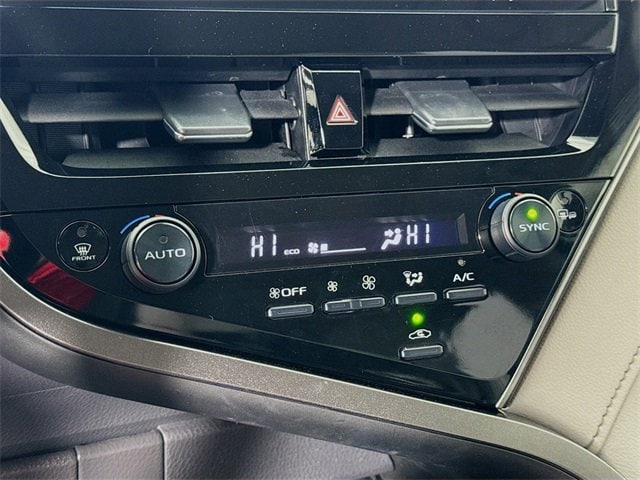 AUTO
HI ECO HI
SYNC
FRONT
OFF
A/C